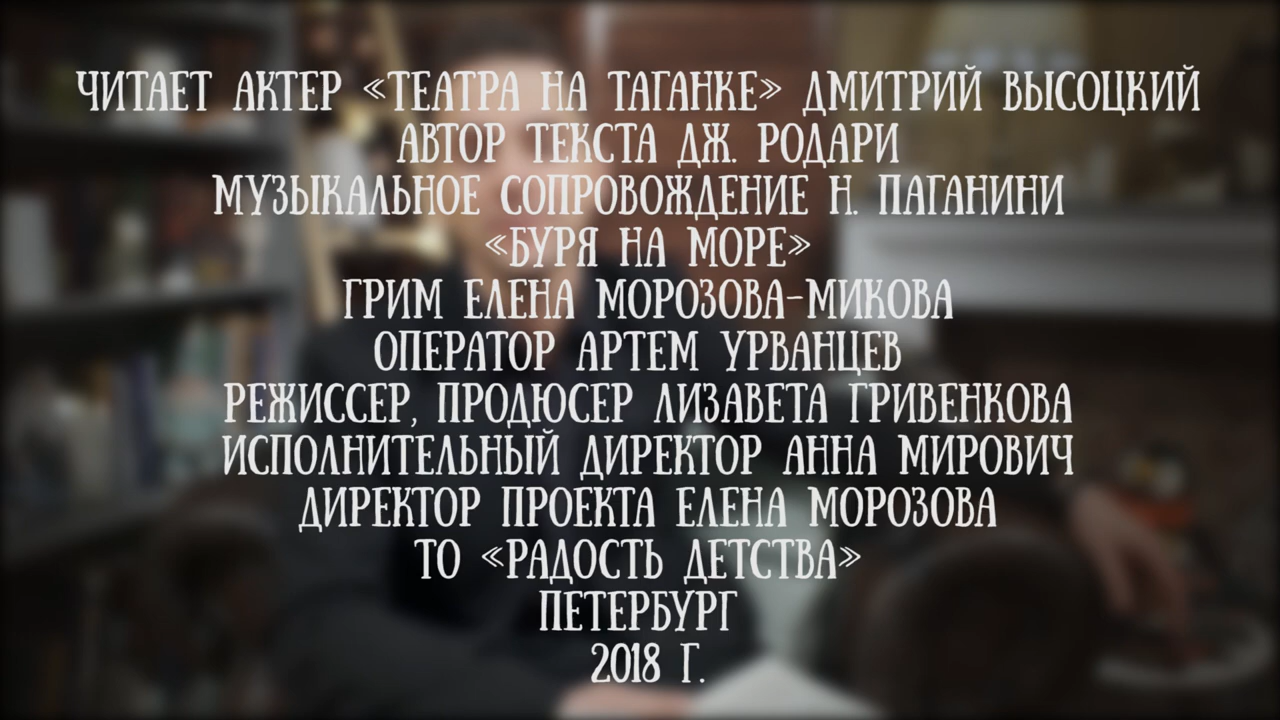 ЧИТАЕТ АКТЕР «ТЕАТРА НА ТАГАНКЕ» ДМИТРИЙ ВЫСОЦКИЙ
АВТОР ТЕКСТА ДЖ. РОДАРИ
МУЗЫКАЛЬНОЕ СОПРОВОЖДЕНИЕ Н. ПАГАНИНИ
«БУРЯ НА МОРЕ»
ГРИМ ЕЛЕНА МОРОЗОВА-МИКОВА
ОПЕРАТОР АРТЕМ УРВАНЦЕВ
РЕЖИССЕР, ПРОДЮСЕР ЛИЗАВЕТА ГРИВЕНКОВА
ИСПОЛНИТЕЛЬНЫЙ ДИРЕКТОР АННА МИРОВИЧ
ДИРЕКТОР ПРОЕКТА ЕЛЕНА МОРОЗОВА
ТО «РАДОСТЬ ДЕТСТВА»
ПЕТЕРБУРГ
2018 Г.